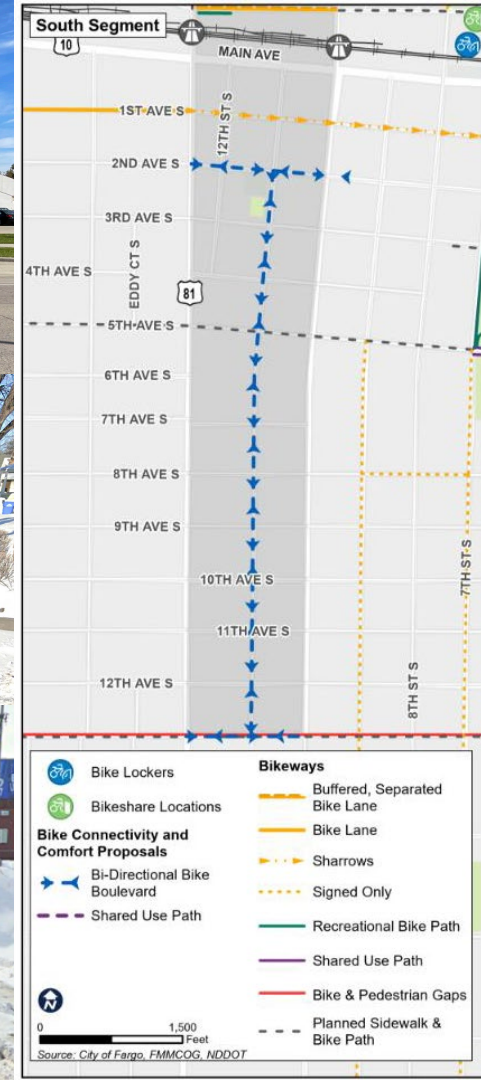 South Segment
10
MAIN AVE
1ST AVE S
12TH ST S
2ND AVE S
3RD AVE S
EDDY CT S
4TH AVE S
81
5TH AVE S
6TH AVE S
7TH AVE S
8TH AVE S
9TH AVE S
10TH AVE S
7TH ST S
11TH AVE S
8TH ST S
12TH AVE S
Bike Lockers
Bikeshare Locations
Bike Connectivity and
Comfort Proposals
Bi-Directional Bike
Boulevard
Shared Use Path
N
0 1,500
Feet
Source: City of Fargo, FMMCOG, NDDOT
Bikeways
Buffered, Separated
Bike Lane
Bike Lane
Sharrows
Signed Only
Recreational Bike Path
Shared Use Path
Bike & Pedestrian Gaps
Planned Sidewalk &
Bike Path